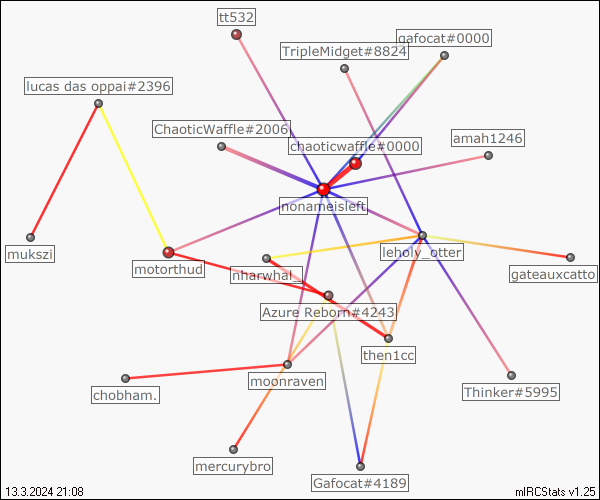 tt532
gafocat#0000
TripleMidget#8824
lucas das oppai#2396
ChaoticWaffle#2006
amah1246
chaoticwaffle#0000
nonameisleft.
mukszi
leholy_otter
motorthud
nharwhal_
gateauxcatto
Azure Reborn#4243
then1cc
moonraven
chobham.
Thinker#5995
mercurybro
Gafocat#4189
13.3.2024 21:08
mIRCStats v1.25